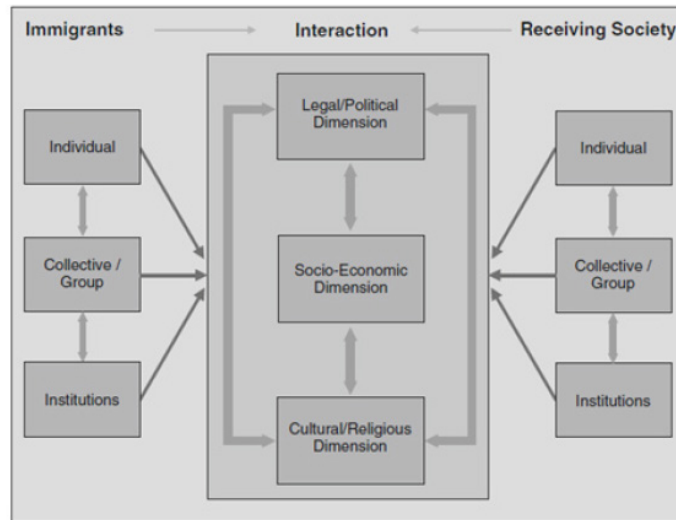 Immigrants
Interaction
Receiving Society
Individual
Collective /
Group
Institutions
Legal/Political
Dimension
Socio-Economic
Dimension
Cultural/Religious
Dimension
Individual
Collective /
Group
Institutions